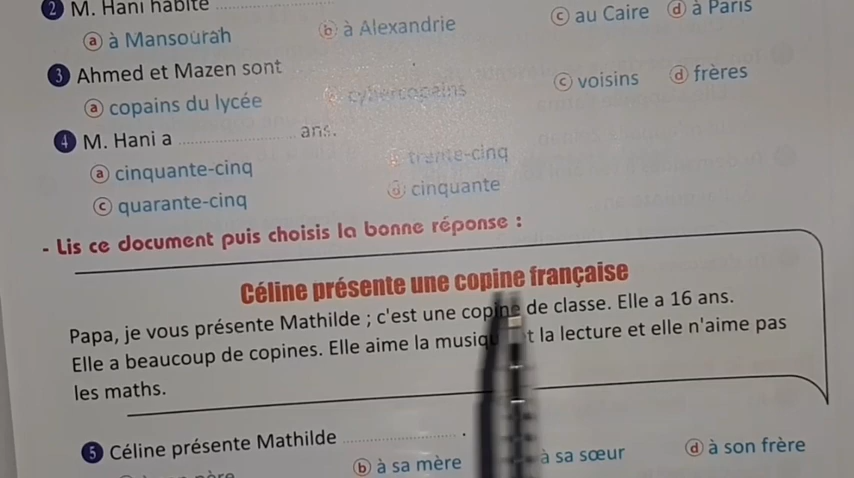 2 M. Hani habite ....................
a à Mansourah b à Alexandrie c au Caire d à Paris
3 Ahmed et Mazen sont
a copains du lycée cybercopains c voisins d frères
4 M. Hani a .................... ans.
a cinquante-cinq trente-cinq
c quarante-cinq d cinquante
- Lis ce document puis choisis la bonne réponse :
Céline présente une copine française
Papa, je vous présente Mathilde ; c'est une copine de classe. Elle a 16 ans.
Elle a beaucoup de copines. Elle aime la la lecture et elle n'aime pas
les maths.
5 Céline présente Mathilde .................... .
b à sa mère à sa sœur d à son frère